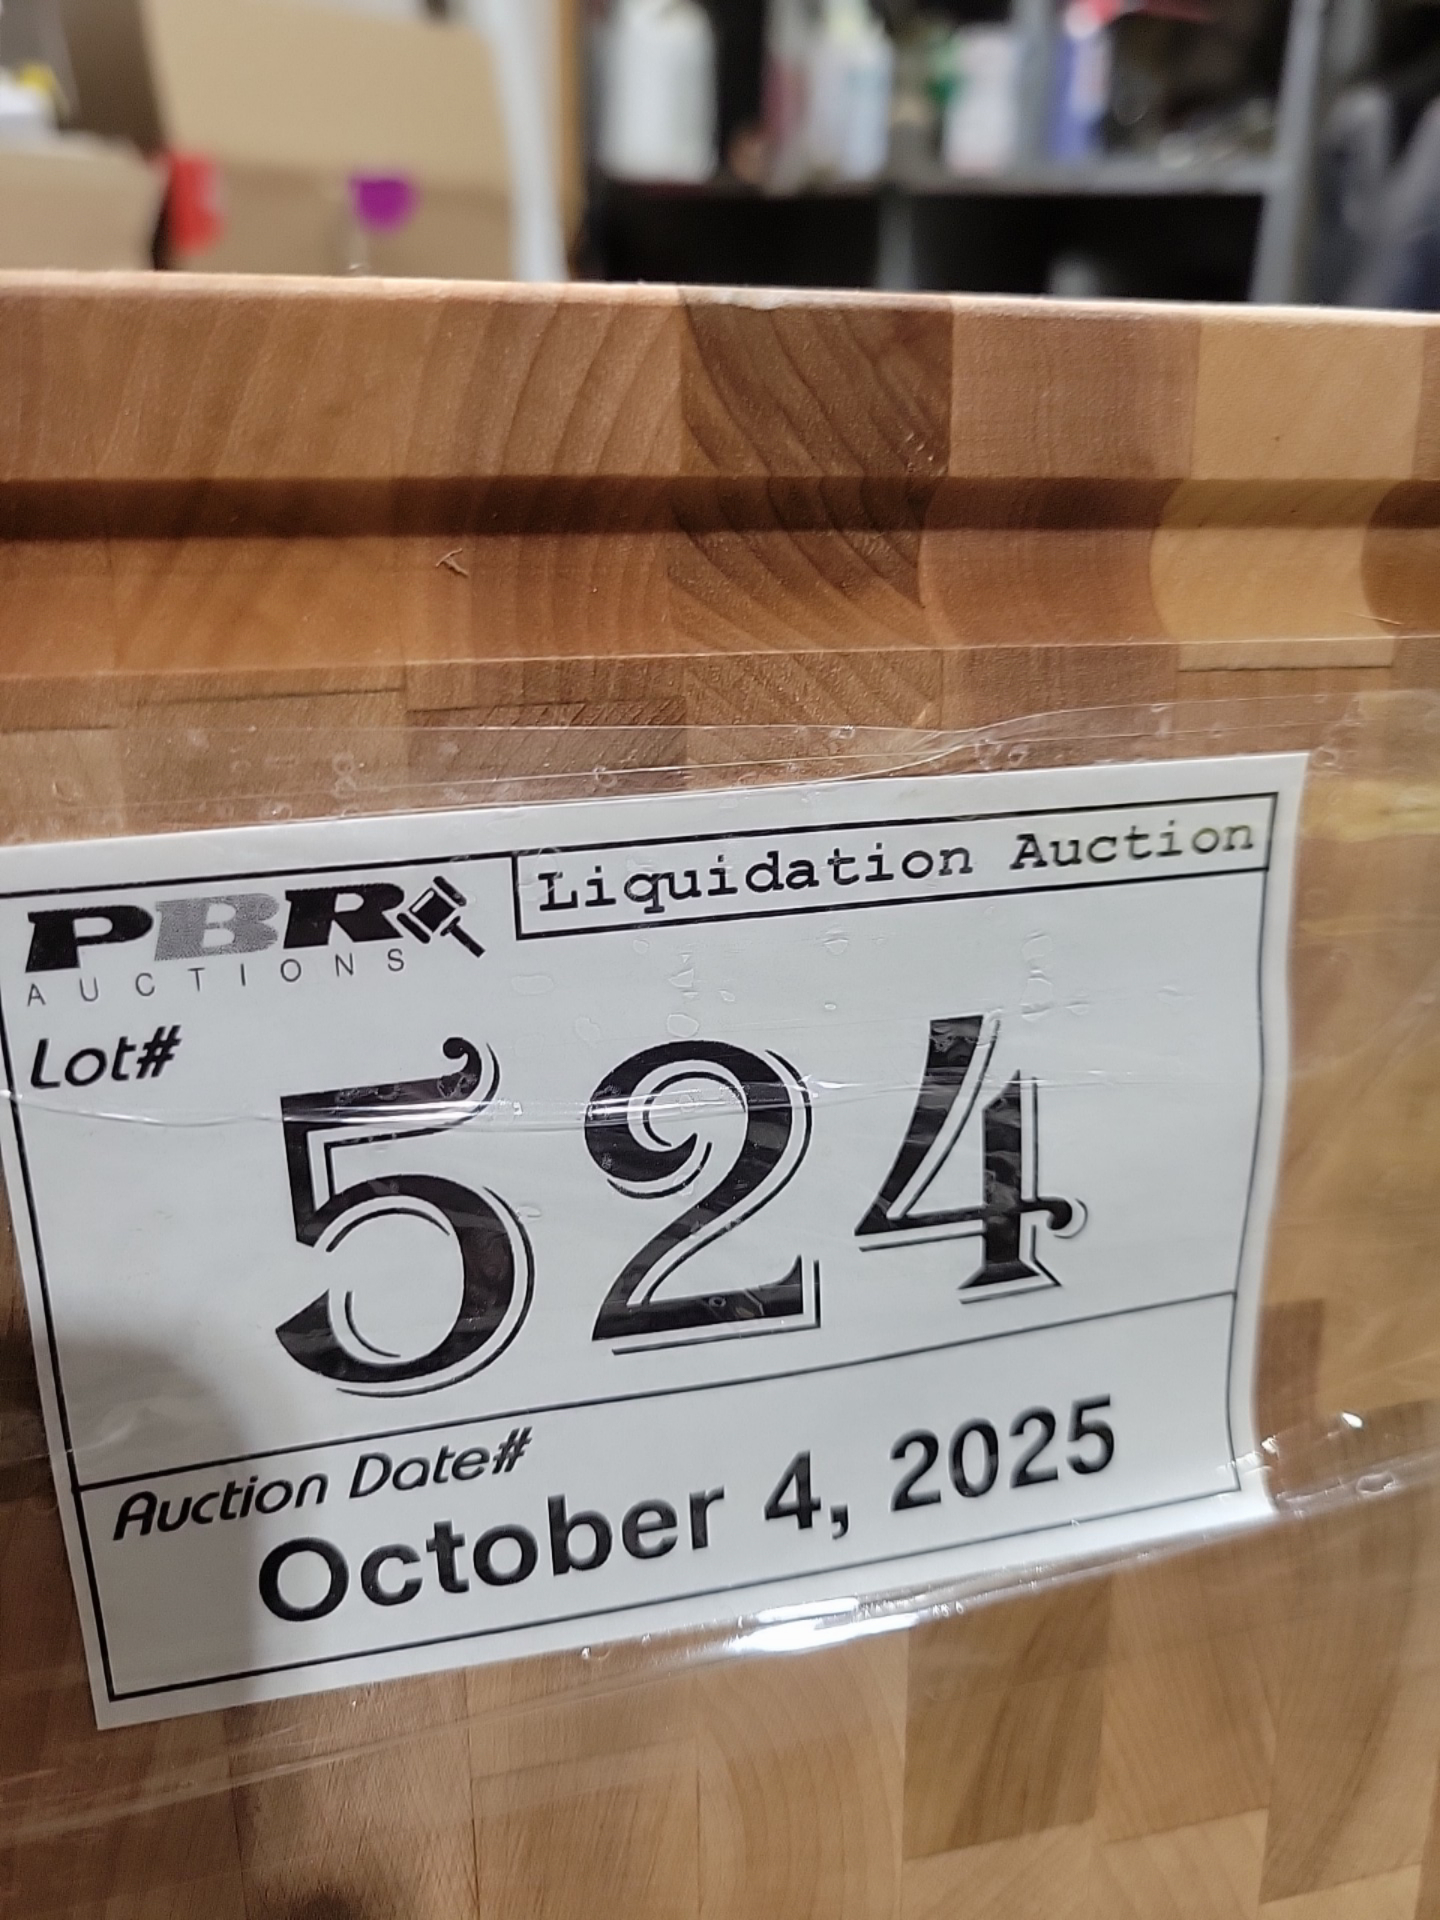 PBR
AUCTIONS
Liquidation Auction
Lot#
524
Auction Date#
October 4, 2025